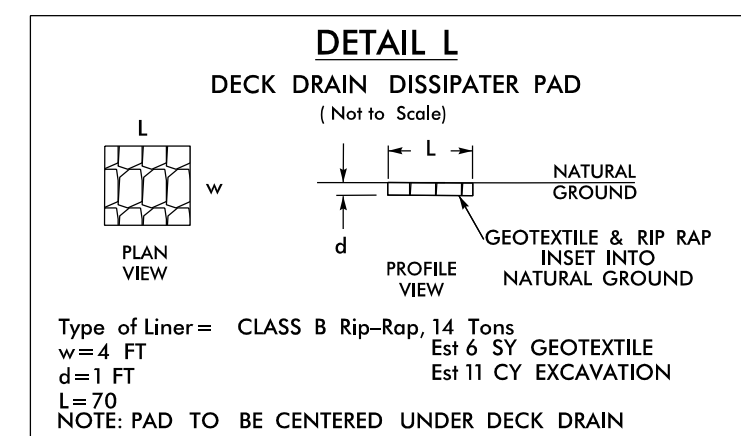 DETAIL L
DECK DRAIN DISSIPATER PAD
( Not to Scale)
L
w
PLAN
VIEW
L
d
PROFILE
VIEW
NATURAL
GROUND
GEOTEXTILE & RIP RAP
INSET INTO
NATURAL GROUND
Type of Liner = CLASS B Rip-Rap, 14 Tons
w=4 FT
Est 6 SY GEOTEXTILE
d=1 FT
Est 11 CY EXCAVATION
L=70
NOTE: PAD TO BE CENTERED UNDER DECK DRAIN